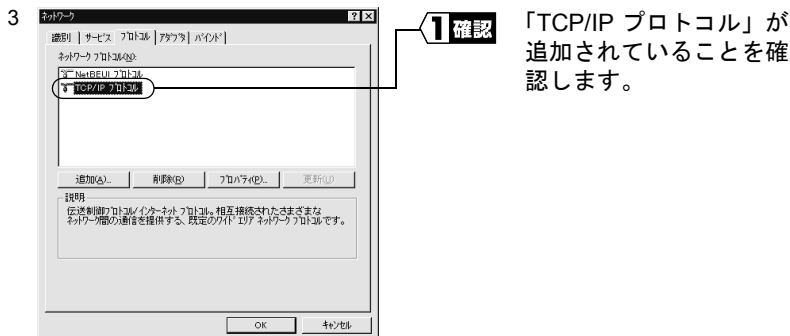 3
ネットワーク
識別 サービス プロトコル アダプタ バインド
ネットワーク プロトコル(N):
NetBEUI プロトコル
TCP/IP プロトコル
追加(A)... 削除(R) プロパティ(P)... 更新(U)
説明
伝送制御プロトコル/インターネット プロトコル。相互接続されたさまざまな
ネットワーク間の通信を提供する、既定のワイド エリア ネットワーク プロトコルです。
OK キャンセル
1 確認
「TCP/IP プロトコル」が
追加されていることを確
認します。